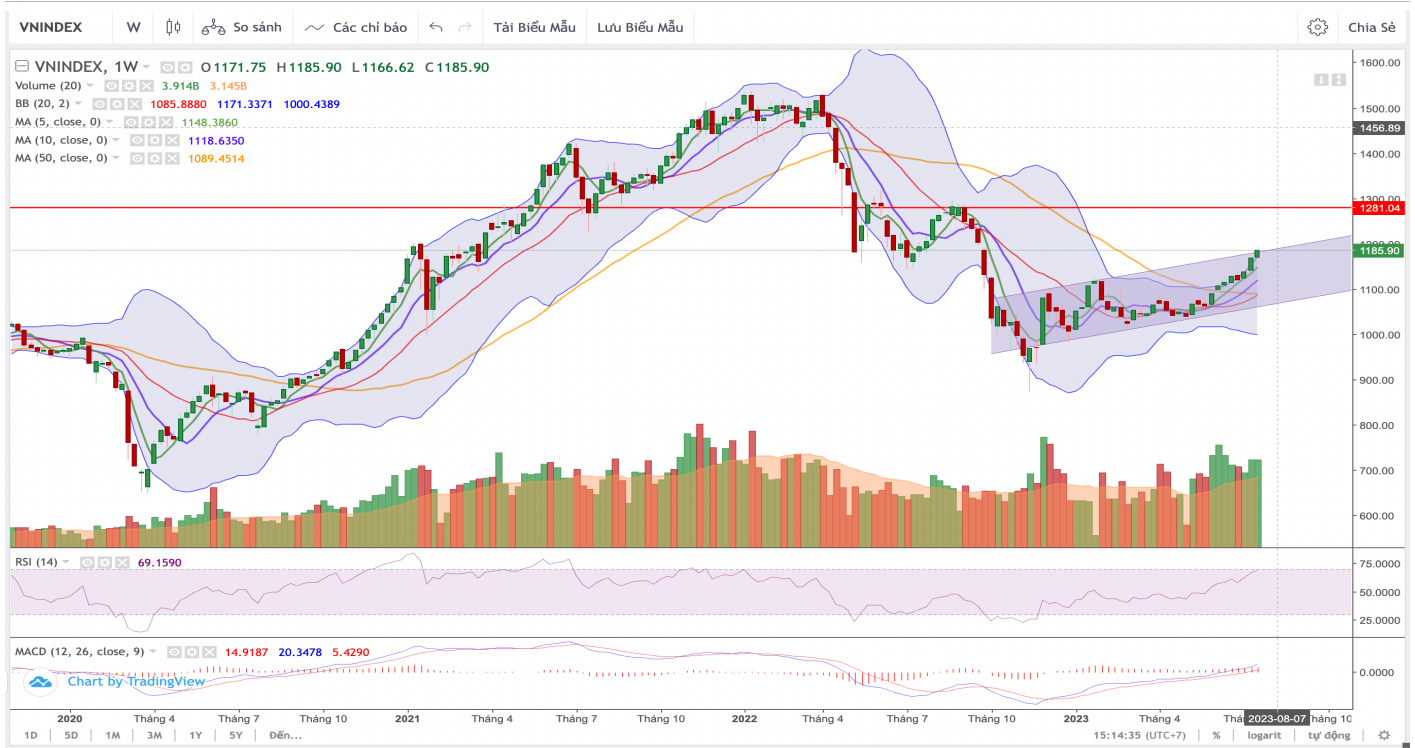 VNINDEX W So sánh Các chỉ báo Tải Biểu Mẫu Lưu Biểu Mẫu Chia Sẻ
VNINDEX, 1W O1171.75 H1185.90 L1166.62 C1185.90
Volume (20) 3.914B 3.145B
BB (20, 2) 1085.8880 1171.3371 1000.4389
MA (5, close, 0) 1148.3860
MA (10, close, 0) 1118.6350
MA (50, close, 0) 1089.4514
1600.00
1500.00
1456.89
1400.00
1300.00
1281.04
1200.00
1185.90
1100.00
1000.00
900.00
800.00
700.00
600.00
RSI (14) 69.1590
75.0000
50.0000
25.0000
MACD (12, 26, close, 9) 14.9187 20.3478 5.4290
0.0000
Chart by TradingView
2020 Tháng 4 Tháng 7 Tháng 10 2021 Tháng 4 Tháng 7 Tháng 10 2022 Tháng 4 Tháng 7 Tháng 10 2023 Tháng 4 2023-08-07 Tháng 10
1D 5D 1M 3M 1Y 5Y Đến... 15:14:35 (UTC+7) % logarit tự động